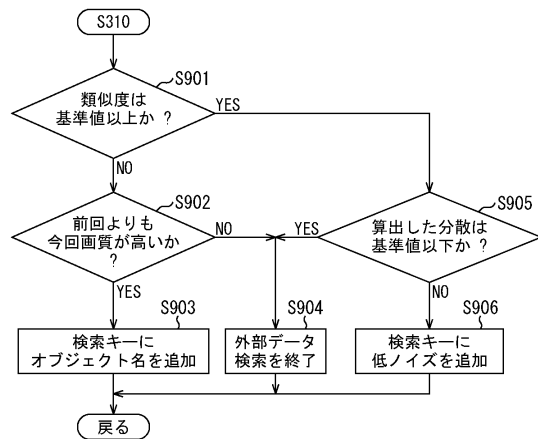 S310
S901
類似度は
基準値以上か ?
YES
NO
S902
前回よりも
今回画質が高いか
?
NO
YES
S905
算出した分散は
基準値以下か ?
YES
NO
S903
検索キーに
オブジェクト名を追加
S904
外部データ
検索を終了
S906
検索キーに
低ノイズを追加
戻る